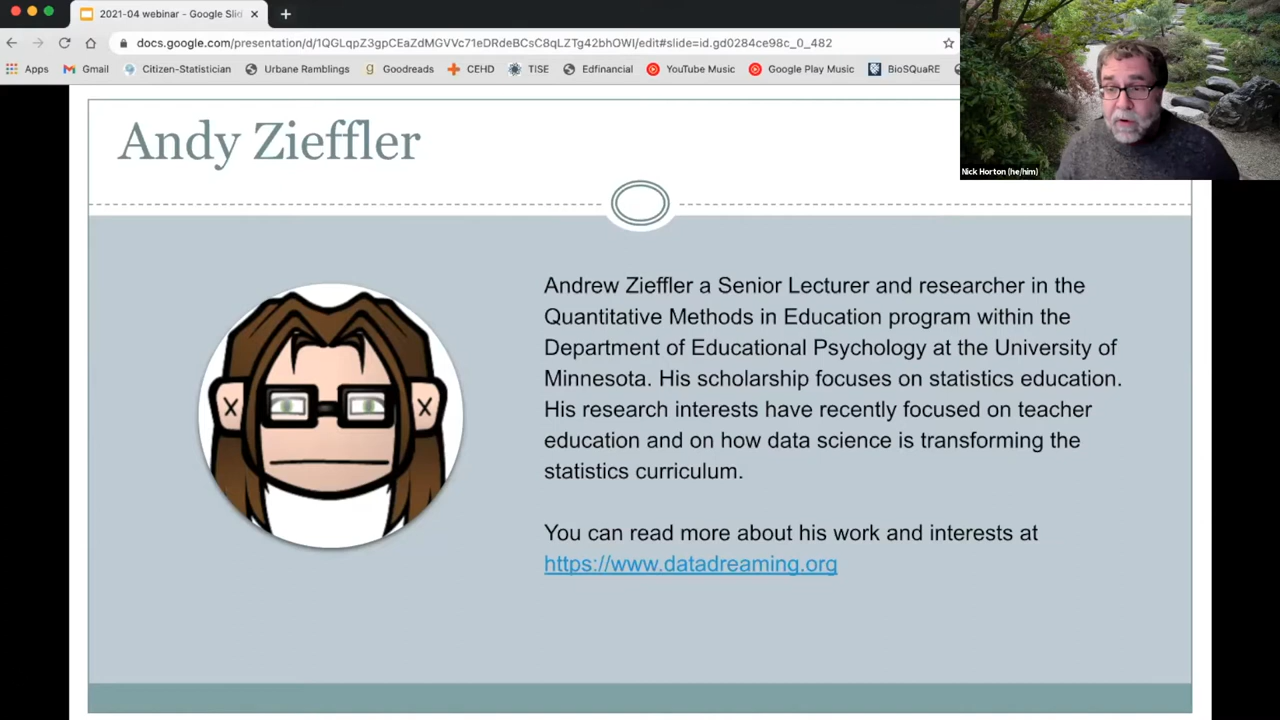 2021-04 webinar - Google Slid
docs.google.com/presentation/d/1QGLqpZ3gpCEaZdMGVVc71eDRdeBCsC8qLZTg42bhOWI/edit#slide=id.gd0284ce98c_0_482
Apps Gmail Citizen-Statistician Urbane Ramblings Goodreads CEHD TISE Edfinancial YouTube Music Google Play Music BioSQuaRE
Nick Horton (he/him)
Andy Zieffler
Andrew Zieffler a Senior Lecturer and researcher in the
Quantitative Methods in Education program within the
Department of Educational Psychology at the University of
Minnesota. His scholarship focuses on statistics education.
His research interests have recently focused on teacher
education and on how data science is transforming the
statistics curriculum.
You can read more about his work and interests at
https://www.datadreaming.org